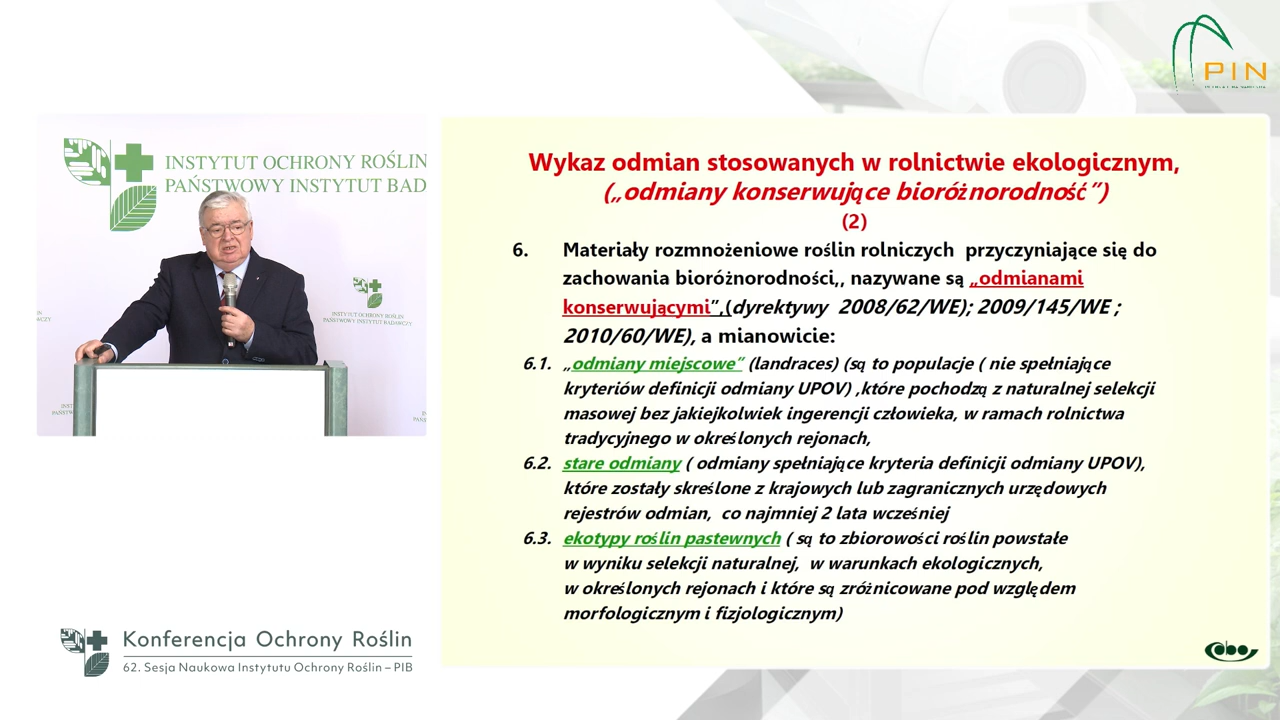 PIN
INSTYTUT OCHRONY ROŚLIN
PAŃSTWOWY INSTYTUT BAD
INSTYTUT OCHRONY ROŚLIN
PAŃSTWOWY INSTYTUT BADAWCZY
Wykaz odmian stosowanych w rolnictwie ekologicznym,
(„odmiany konserwujące bioróżnorodność”)
(2)
6. Materiały rozmnożeniowe roślin rolniczych przyczyniające się do
zachowania bioróżnorodności,, nazywane są „odmianami
konserwującymi”,(dyrektywy 2008/62/WE); 2009/145/WE ;
2010/60/WE), a mianowicie:
6.1. „odmiany miejscowe” (landraces) (są to populacje ( nie spełniające
kryteriów definicji odmiany UPOV) ,które pochodzą z naturalnej selekcji
masowej bez jakiejkolwiek ingerencji człowieka, w ramach rolnictwa
tradycyjnego w określonych rejonach,
6.2. stare odmiany ( odmiany spełniające kryteria definicji odmiany UPOV),
które zostały skreślone z krajowych lub zagranicznych urzędowych
rejestrów odmian, co najmniej 2 lata wcześniej
6.3. ekotypy roślin pastewnych ( są to zbiorowości roślin powstałe
w wyniku selekcji naturalnej, w warunkach ekologicznych,
w określonych rejonach i które są zróżnicowane pod względem
morfologicznym i fizjologicznym)
Konferencja Ochrony Roślin
62. Sesja Naukowa Instytutu Ochrony Roślin – PIB